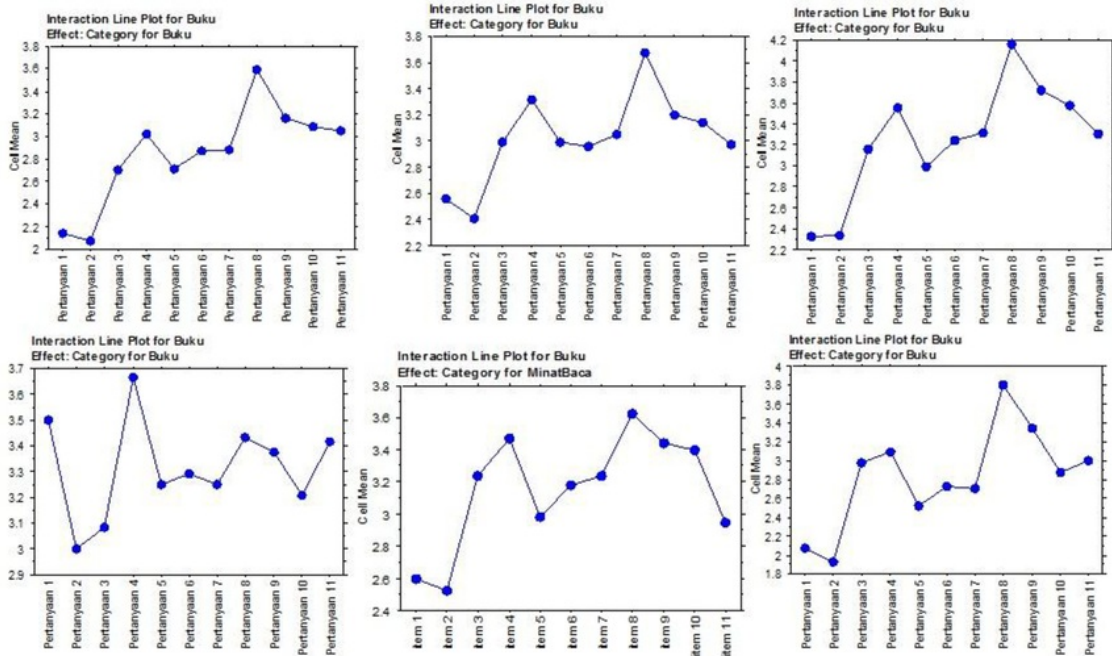 Interaction Line Plot for Buku
Effect: Category for Buku
Cell Mean
3.8
3.6
3.4
3.2
3
2.8
2.6
2.4
2.2
2
Pertanyaan 1
Pertanyaan 2
Pertanyaan 3
Pertanyaan 4
Pertanyaan 5
Pertanyaan 6
Pertanyaan 7
Pertanyaan 8
Pertanyaan 9
Pertanyaan 10
Pertanyaan 11
Interaction Line Plot for Buku
Effect: Category for Buku
Cell Mean
3.8
3.6
3.4
3.2
3
2.8
2.6
2.4
2.2
Pertanyaan 1
Pertanyaan 2
Pertanyaan 3
Pertanyaan 4
Pertanyaan 5
Pertanyaan 6
Pertanyaan 7
Pertanyaan 8
Pertanyaan 9
Pertanyaan 10
Pertanyaan 11
Interaction Line Plot for Buku
Effect: Category for Buku
Cell Mean
4.2
4
3.8
3.6
3.4
3.2
3
2.8
2.6
2.4
2.2
Pertanyaan 1
Pertanyaan 2
Pertanyaan 3
Pertanyaan 4
Pertanyaan 5
Pertanyaan 6
Pertanyaan 7
Pertanyaan 8
Pertanyaan 9
Pertanyaan 10
Pertanyaan 11
Interaction Line Plot for Buku
Effect: Category for Buku
Cell Mean
3.7
3.6
3.5
3.4
3.3
3.2
3.1
3
2.9
Pertanyaan 1
Pertanyaan 2
Pertanyaan 3
Pertanyaan 4
Pertanyaan 5
Pertanyaan 6
Pertanyaan 7
Pertanyaan 8
Pertanyaan 9
Pertanyaan 10
Pertanyaan 11
Interaction Line Plot for Buku
Effect: Category for MinatBaca
Cell Mean
3.8
3.6
3.4
3.2
3
2.8
2.6
2.4
item 1
item 2
item 3
item 4
item 5
item 6
item 7
item 8
item 9
item 10
item 11
Interaction Line Plot for Buku
Effect: Category for Buku
Cell Mean
4
3.8
3.6
3.4
3.2
3
2.8
2.6
2.4
2.2
2
1.8
Pertanyaan 1
Pertanyaan 2
Pertanyaan 3
Pertanyaan 4
Pertanyaan 5
Pertanyaan 6
Pertanyaan 7
Pertanyaan 8
Pertanyaan 9
Pertanyaan 10
Pertanyaan 11